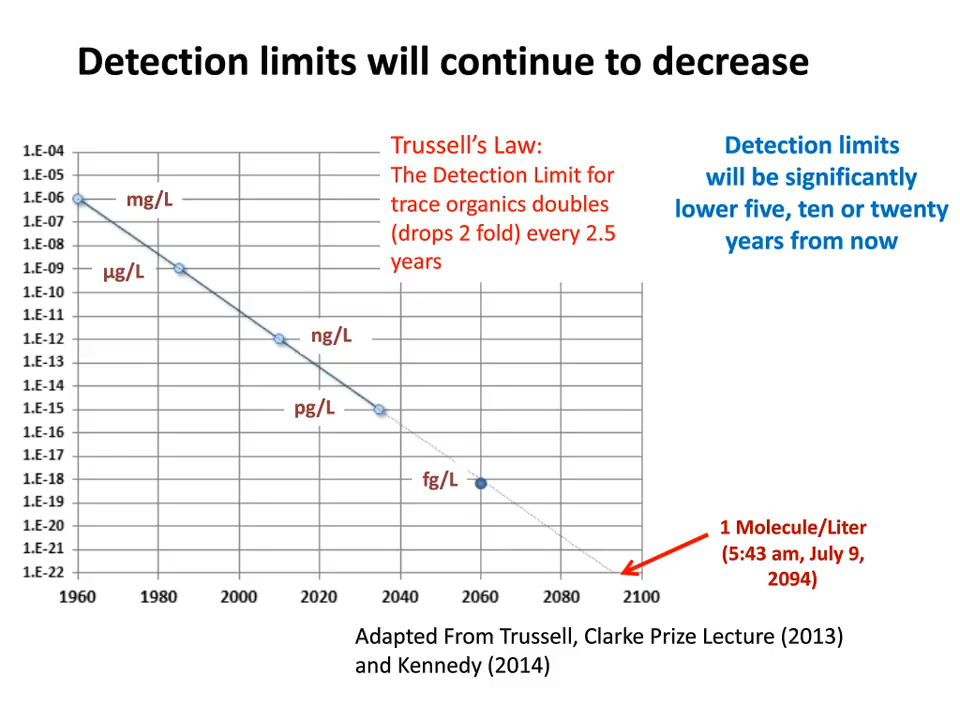 Detection limits will continue to decrease
Trussell's Law:
The Detection Limit for
trace organics doubles
(drops 2 fold) every 2.5
years
Detection limits
will be significantly
lower five, ten or twenty
years from now
1.E-04
1.E-05
1.E-06
1.E-07
1.E-08
1.E-09
1.E-10
1.E-11
1.E-12
1.E-13
1.E-14
1.E-15
1.E-16
1.E-17
1.E-18
1.E-19
1.E-20
1.E-21
1.E-22
mg/L
µg/L
ng/L
pg/L
fg/L
1 Molecule/Liter
(5:43 am, July 9,
2094)
1960 1980 2000 2020 2040 2060 2080 2100
Adapted From Trussell, Clarke Prize Lecture (2013)
and Kennedy (2014)